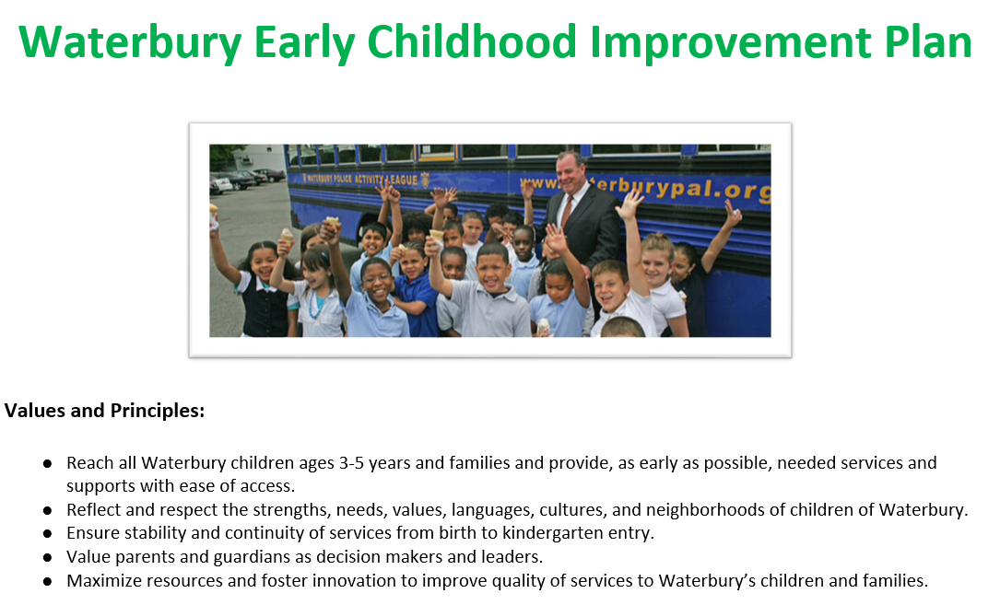 Waterbury Early Childhood Improvement Plan
WATERBURY POLICE ACTIVITY LEAGUE
www. terburypal.org
Values and Principles:
● Reach all Waterbury children ages 3-5 years and families and provide, as early as possible, needed services and
supports with ease of access.
● Reflect and respect the strengths, needs, values, languages, cultures, and neighborhoods of children of Waterbury.
● Ensure stability and continuity of services from birth to kindergarten entry.
● Value parents and guardians as decision makers and leaders.
● Maximize resources and foster innovation to improve quality of services to Waterbury’s children and families.